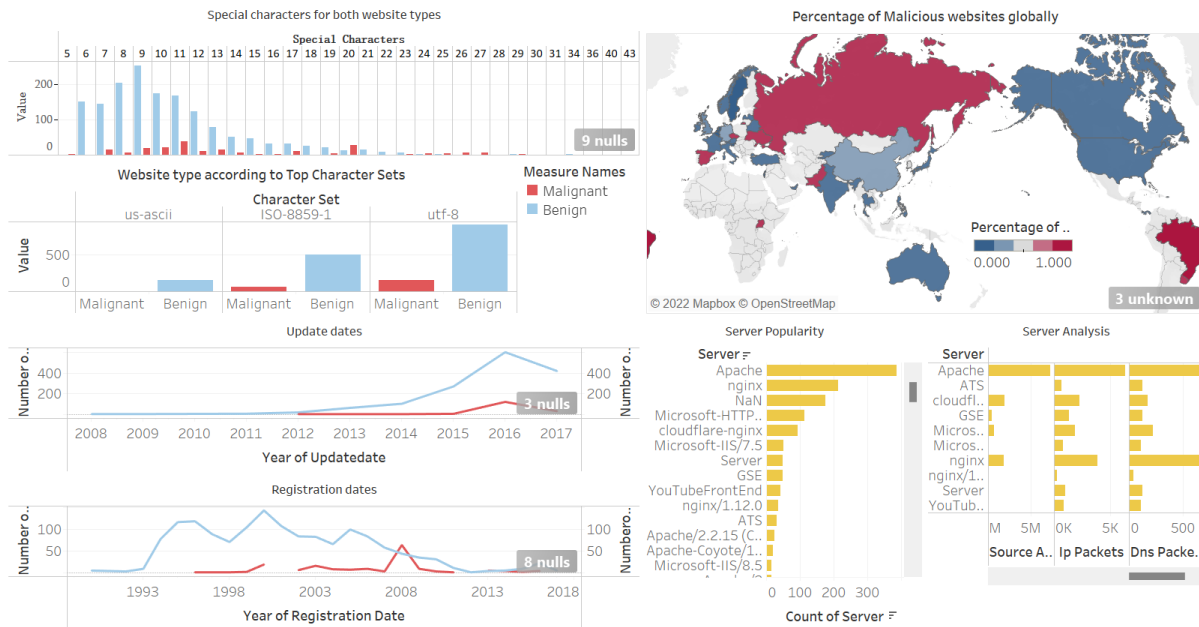 Special characters for both website types
Special Characters
5 6 7 8 9 10 11 12 13 14 15 16 17 18 19 20 21 22 23 24 25 26 27 28 29 30 31 34 36 40 43
Value
200
100
0
9 nulls
Website type according to Top Character Sets
Character Set
us-ascii ISO-8859-1 utf-8
Value
500
0
Malignant Benign Malignant Benign Malignant Benign
Measure Names
Malignant
Benign
Update dates
Number o..
400
200
400
200
Number o..
3 nulls
2008 2009 2010 2011 2012 2013 2014 2015 2016 2017
Year of Updatedate
Registration dates
Number o..
100
50
100
50
Number o..
8 nulls
1993 1998 2003 2008 2013 2018
Year of Registration Date
Percentage of Malicious websites globally
Percentage of ..
0.000 1.000
© 2022 Mapbox © OpenStreetMap
3 unknown
Server Popularity
Server
Apache
nginx
NaN
Microsoft-HTTP..
cloudflare-nginx
Microsoft-IIS/7.5
Server
GSE
YouTubeFrontEnd
nginx/1.12.0
ATS
Apache/2.2.15 (C..
Apache-Coyote/1..
Microsoft-IIS/8.5
0 100 200 300
Count of Server
Server Analysis
Server
Apache
ATS
cloudfl..
GSE
Micros..
Micros..
nginx
nginx/1..
Server
YouTub..
M 5M 0K 5K 0 500
Source A.. Ip Packets Dns Packe..